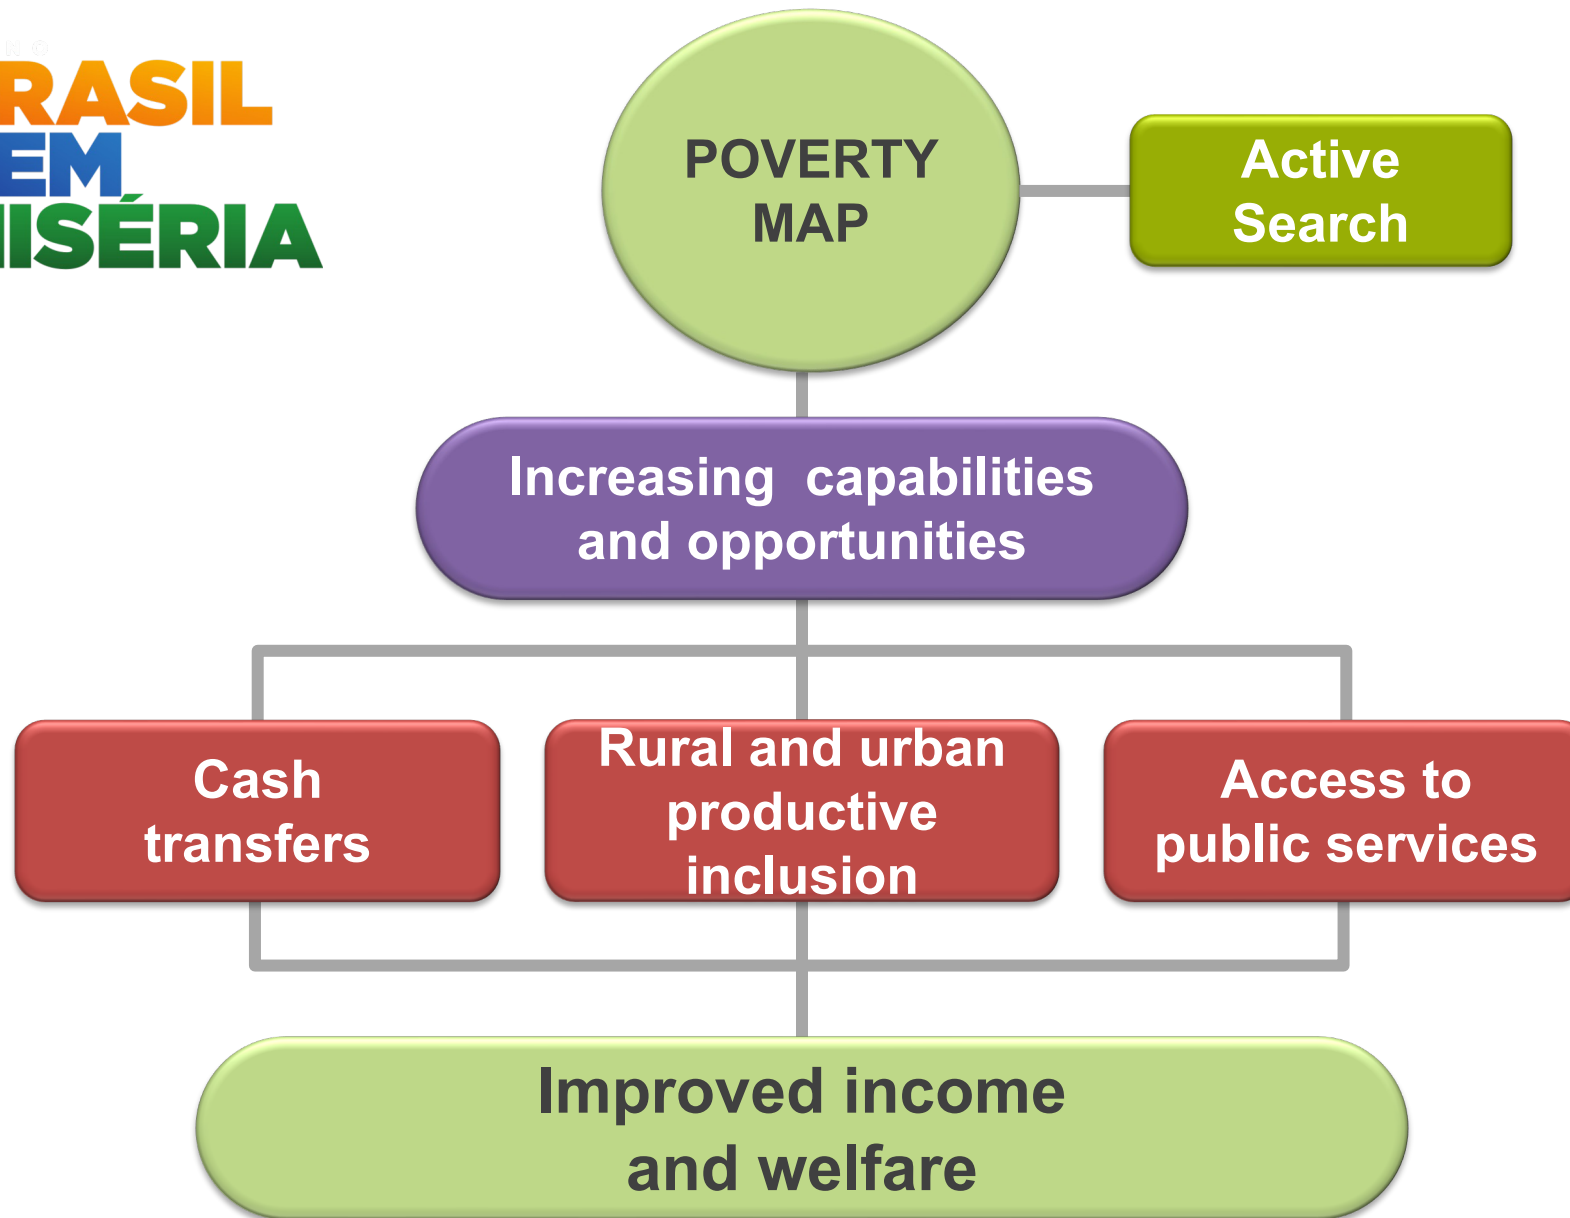 RASIL
EM
ISÉRIA
POVERTY
MAP
Active
Search
Increasing capabilities
and opportunities
Cash
transfers
Rural and urban
productive
inclusion
Access to
public services
Improved income
and welfare